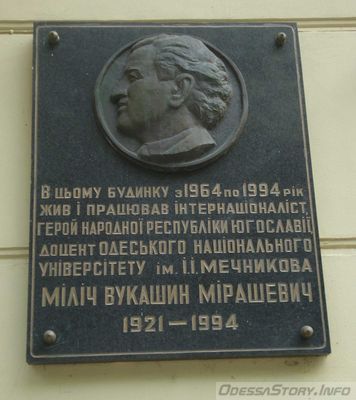 В ЦЬОМУ БУДИНКУ з 1964 по 1994 рік
ЖИВ І ПРАЦЮВАВ ІНТЕРНАЦІОНАЛІСТ,
ГЕРОЙ НАРОДНОЇ РЕСПУБЛІКИ ЮГОСЛАВІЇ,
ДОЦЕНТ ОДЕСЬКОГО НАЦІОНАЛЬНОГО
УНІВЕРСІТЕТУ ім. І.І. МЕЧНИКОВА
МІЛІЧ ВУКАШИН МІРАШЕВИЧ
1921 — 1994
OdessaStory.Info